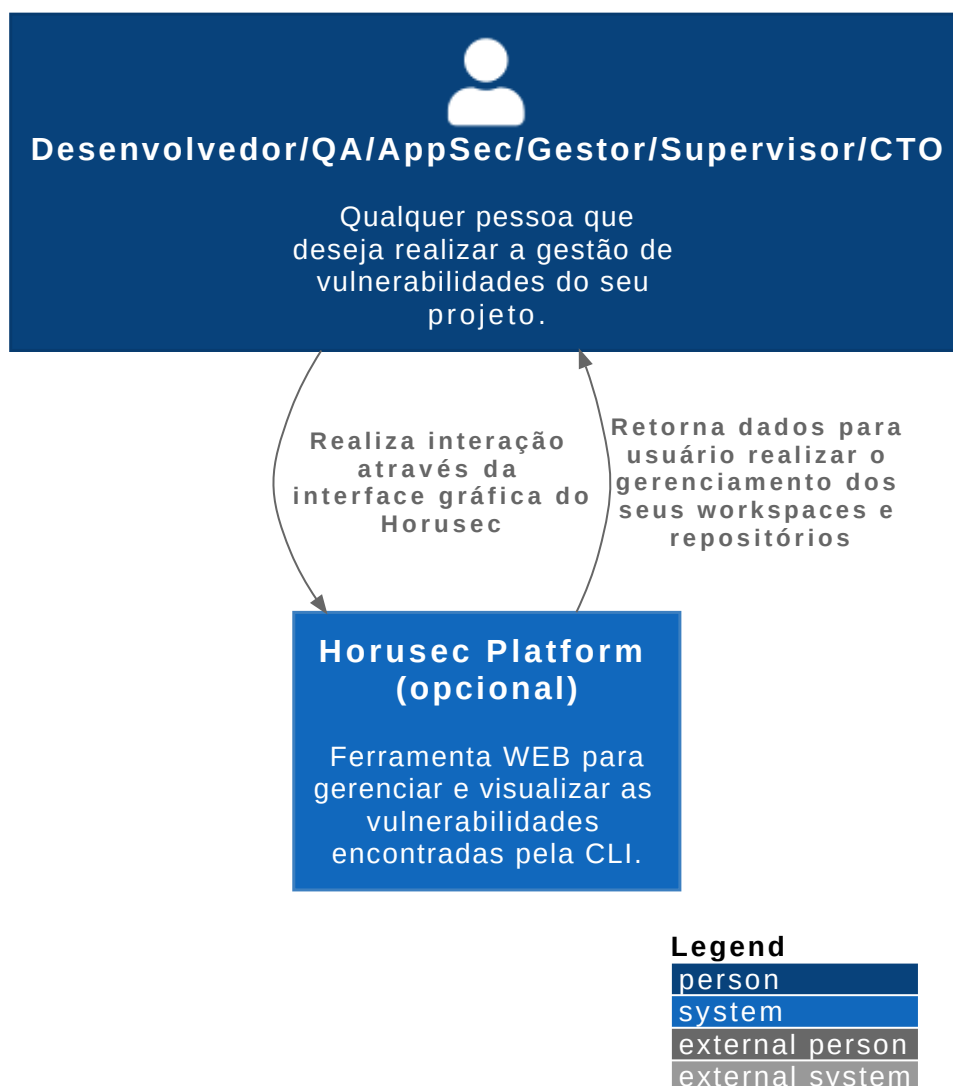 Desenvolvedor/QA/AppSec/Gestor/Supervisor/CTO
Qualquer pessoa que
deseja realizar a gestão de
vulnerabilidades do seu
projeto.
Realiza interação
através da
interface gráfica do
Horusec
Retorna dados para
usuário realizar o
gerenciamento dos
seus workspaces e
repositórios
Horusec Platform
(opcional)
Ferramenta WEB para
gerenciar e visualizar as
vulnerabilidades
encontradas pela CLI.
Legend
person
system
external person
external system